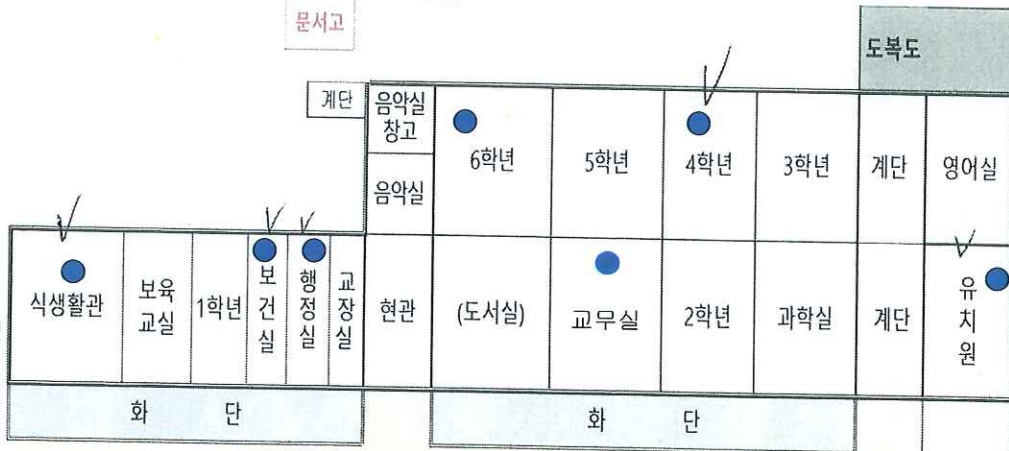 문서고
도복도
계단
음악실
창고
음악실
6학년
5학년
4학년
3학년
계단
영어실
식생활관
보육
교실
1학년
보건실
행정실
교장실
현관
(도서실)
교무실
2학년
과학실
계단
유치원
화 단
화 단